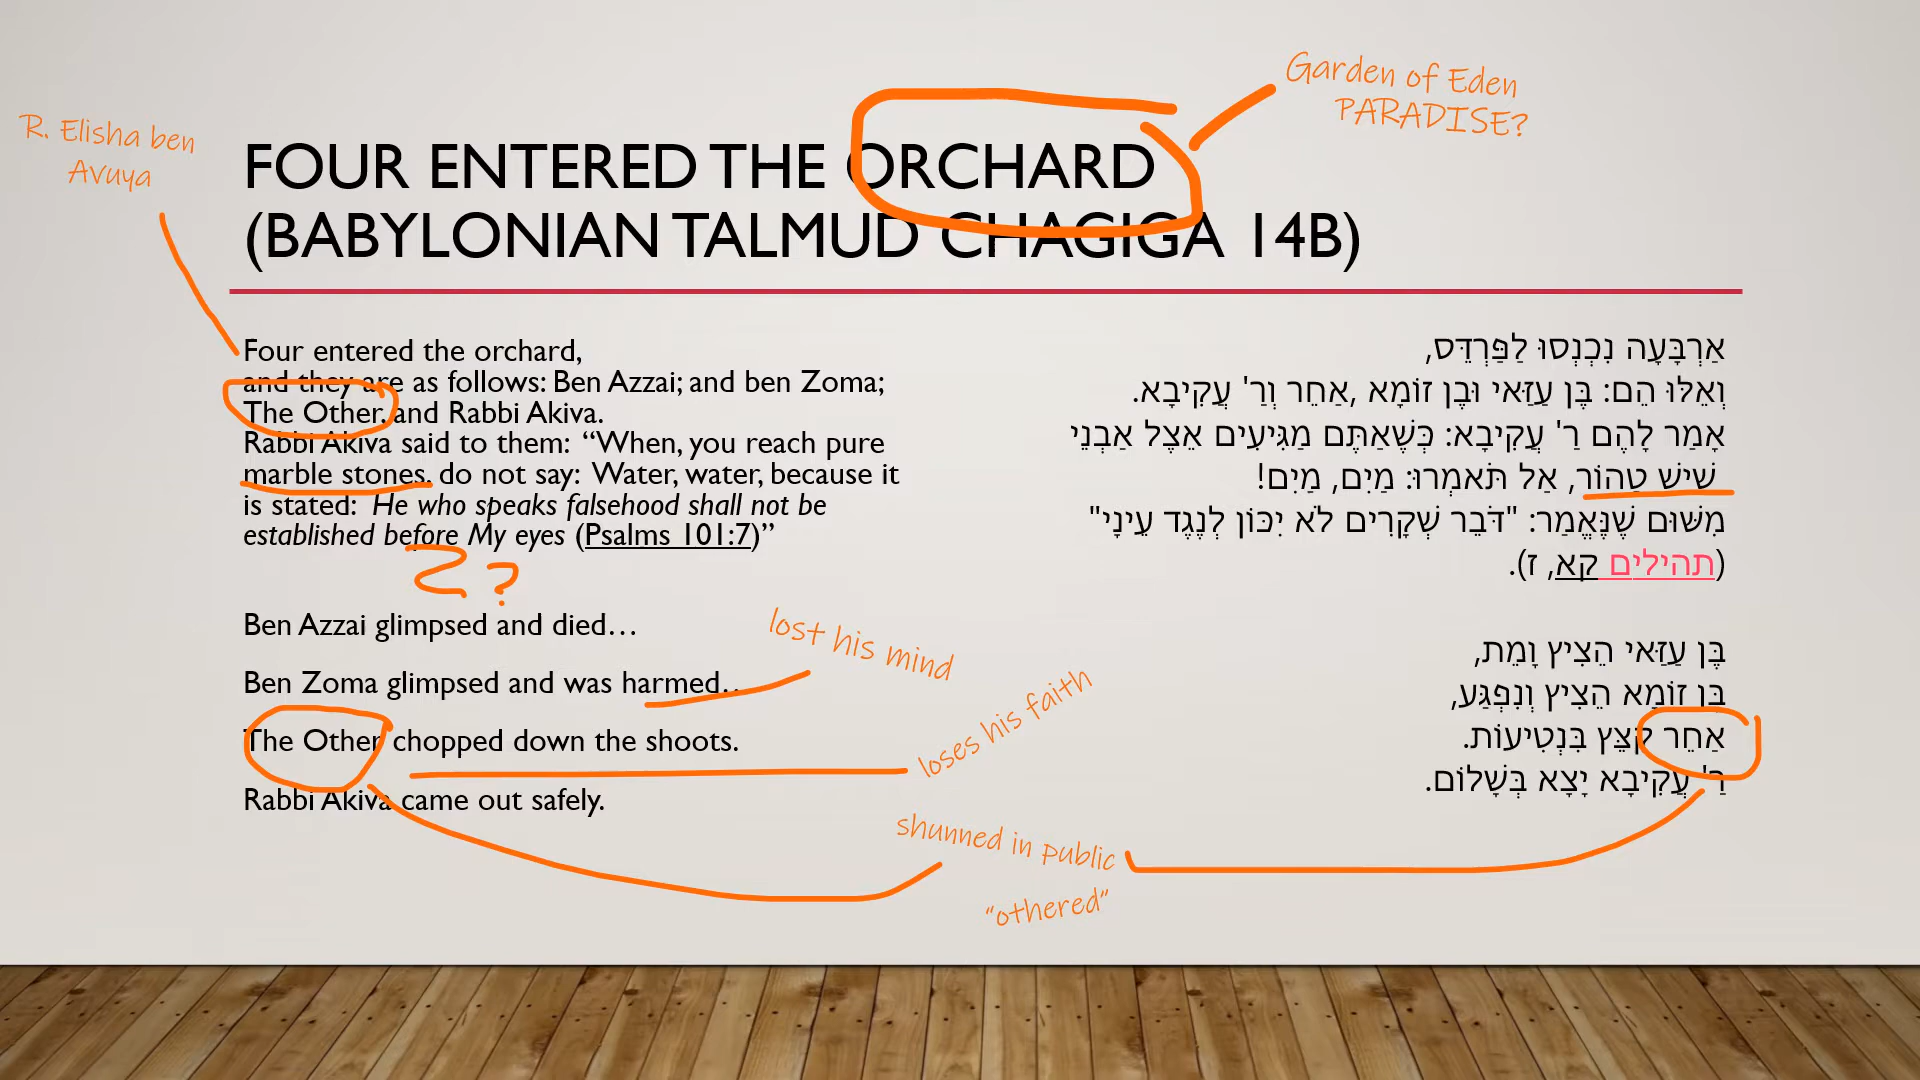 Garden of Eden
PARADISE?
R. Elisha ben
Avuya
FOUR ENTERED THE ORCHARD
(BABYLONIAN TALMUD CHAGIGA 14B)
Four entered the orchard,
and they are as follows: Ben Azzai; and ben Zoma;
The Other, and Rabbi Akiva.
Rabbi Akiva said to them: “When, you reach pure
marble stones, do not say: Water, water, because it
is stated: He who speaks falsehood shall not be
established before My eyes (Psalms 101:7)”
?
Ben Azzai glimpsed and died…
Ben Zoma glimpsed and was harmed…
The Other chopped down the shoots.
Rabbi Akiva came out safely.
lost his mind
loses his faith
shunned in public
“othered”
אַרְבָּעָה נִכְנְסוּ לַפַּרְדֵּס,
וְאֵלּוּ הֵם: בֶּן עַזַּאי וּבֶן זוֹמָא, אַחֵר וְרַ' עֲקִיבָא.
אָמַר לָהֶם רַ' עֲקִיבָא: כְּשֶׁאַתֶּם מַגִּיעִים אֵצֶל אַבְנֵי
שַׁיִשׁ טָהוֹר, אַל תֹּאמְרוּ: מַיִם, מַיִם!
מִשּׁוּם שֶׁנֶּאֱמַר: "דֹּבֵר שְׁקָרִים לֹא יִכּוֹן לְנֶגֶד עֵינָי"
(תהילים קא, ז).
בֶּן עַזַּאי הֵצִיץ וָמֵת,
בֶּן זוֹמָא הֵצִיץ וְנִפְגַּע,
אַחֵר קִצֵּץ בִּנְטִיעוֹת.
רַ' עֲקִיבָא יָצָא בְּשָׁלוֹם.